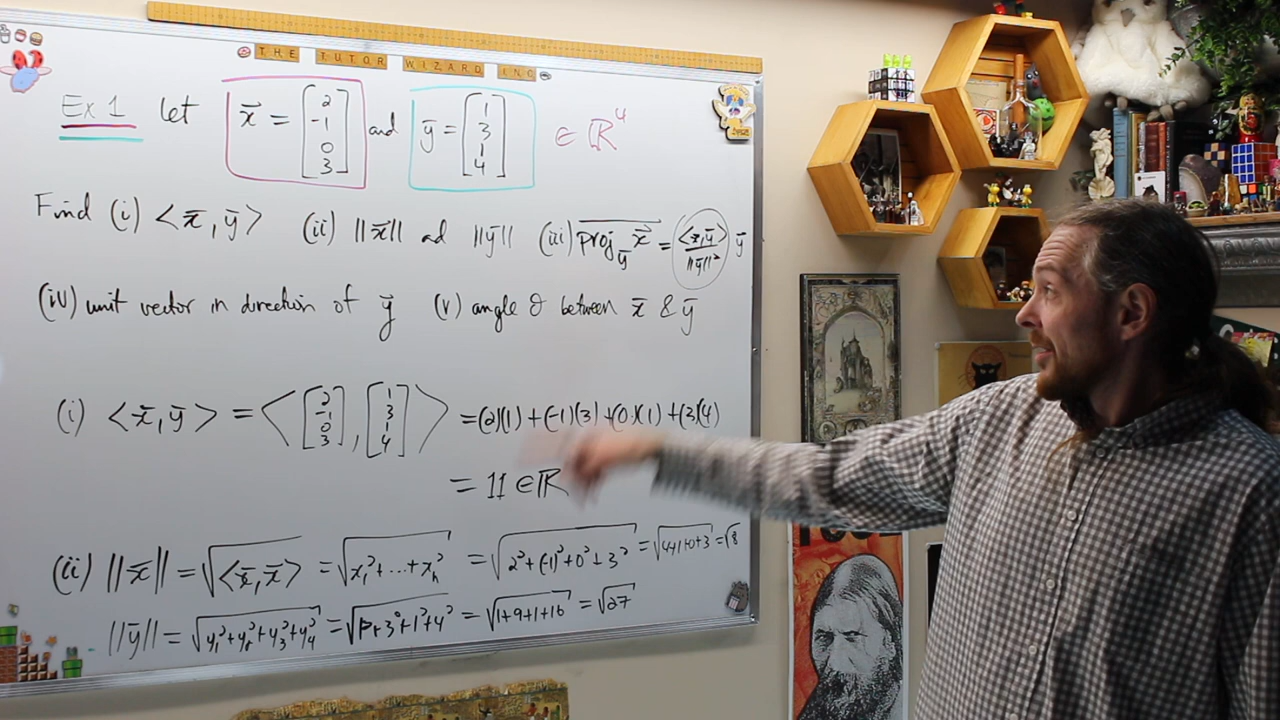 THE TUTOR WIZARD INC
Ex 1 let x⃗ = [2 -1 0 3] and ȳ = [1 3 1 4] ∈ ℝ⁴
Find (i) <x̄, ȳ> (ii) ||x̄|| ad ||ȳ|| (iii) proj_ȳ x⃗ = (<x̄, ȳ> / ||ȳ||²) ȳ
(iv) unit vector in direction of ȳ (v) angle θ between x̄ & ȳ
(i) <x̄, ȳ> = <[2 -1 0 3], [1 3 1 4]> = (2)(1) + (-1)(3) + (0)(1) + (3)(4)
= 11 ∈ ℝ
(ii) ||x̄|| = √<x̄, x̄> = √x₁² + ... + xₙ² = √2² + (-1)² + 0² + 3² = √4+1+0+3 = √8
||ȳ|| = √y₁² + y₂² + y₃² + y₄² = √1² + 3² + 1² + 4² = √1+9+1+16 = √27